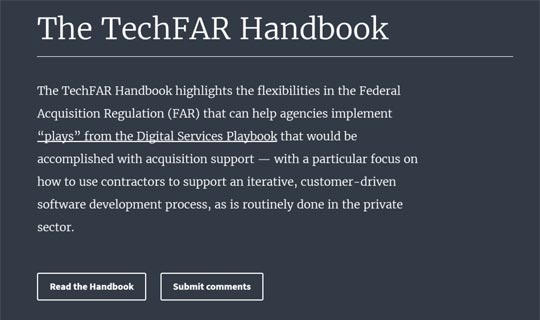 The TechFAR Handbook
The TechFAR Handbook highlights the flexibilities in the Federal
Acquisition Regulation (FAR) that can help agencies implement
“plays” from the Digital Services Playbook that would be
accomplished with acquisition support — with a particular focus on
how to use contractors to support an iterative, customer-driven
software development process, as is routinely done in the private
sector.
Read the Handbook
Submit comments